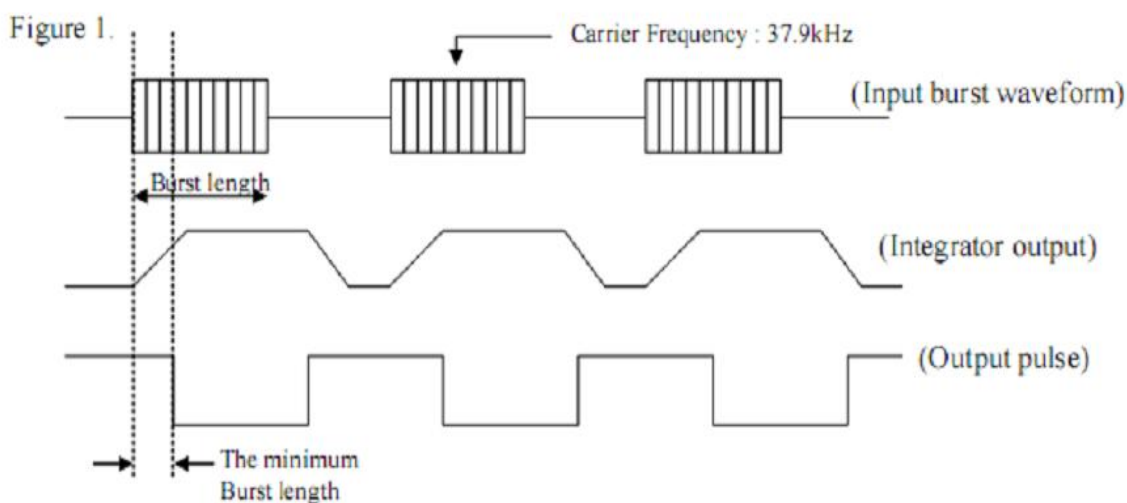 Figure 1.
Carrier Frequency : 37.9kHz
(Input burst waveform)
Burst length
(Integrator output)
(Output pulse)
The minimum
Burst length